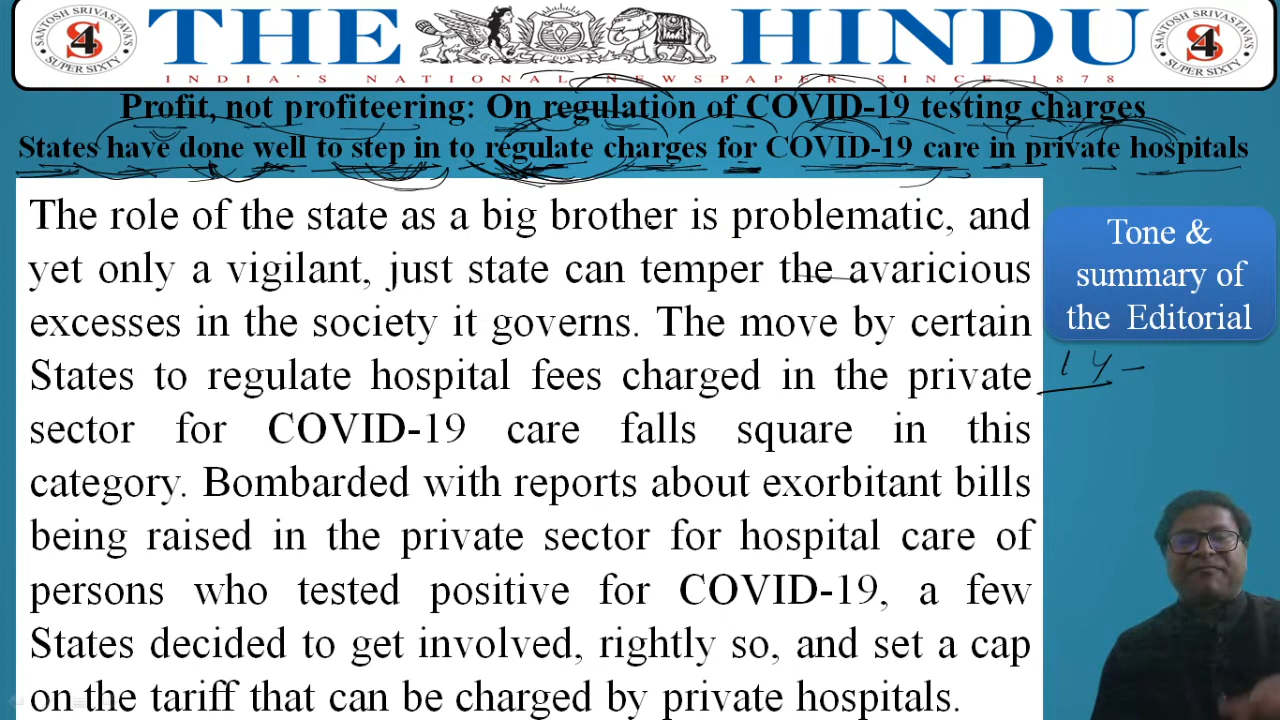 SANTOSH SRIVASTAVA'S
S4
SUPER SIXTY
THE HINDU
SANTOSH SRIVASTAVA'S
S4
SUPER SIXTY
INDIA'S NATIONAL NEWSPAPER SINCE 1878
Profit, not profiteering: On regulation of COVID-19 testing charges
States have done well to step in to regulate charges for COVID-19 care in private hospitals
The role of the state as a big brother is problematic, and
yet only a vigilant, just state can temper the avaricious
excesses in the society it governs. The move by certain
States to regulate hospital fees charged in the private
sector for COVID-19 care falls square in this
category. Bombarded with reports about exorbitant bills
being raised in the private sector for hospital care of
persons who tested positive for COVID-19, a few
States decided to get involved, rightly so, and set a cap
on the tariff that can be charged by private hospitals.
Tone &
summary of
the Editorial